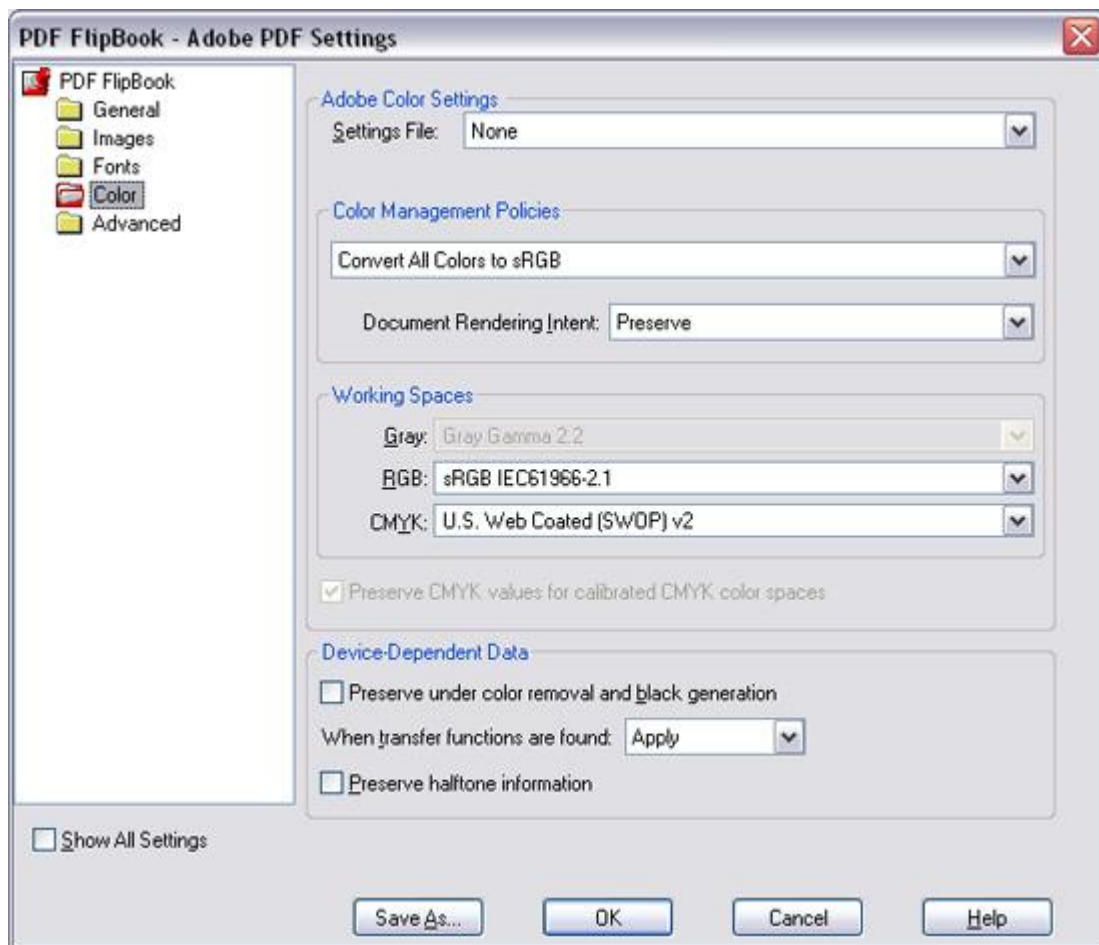 PDF FlipBook - Adobe PDF Settings
PDF FlipBook
General
Images
Fonts
Color
Advanced
Show All Settings
Adobe Color Settings
Settings File: None
Color Management Policies
Convert All Colors to sRGB
Document Rendering Intent: Preserve
Working Spaces
Gray: Gray Gamma 2.2
RGB: sRGB IEC61966-2.1
CMYK: U.S. Web Coated (SWOP) v2
Preserve CMYK values for calibrated CMYK color spaces
Device-Dependent Data
Preserve under color removal and black generation
When transfer functions are found: Apply
Preserve halftone information
Save As... OK Cancel Help